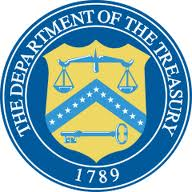 THE DEPARTMENT OF THE TREASURY
1789